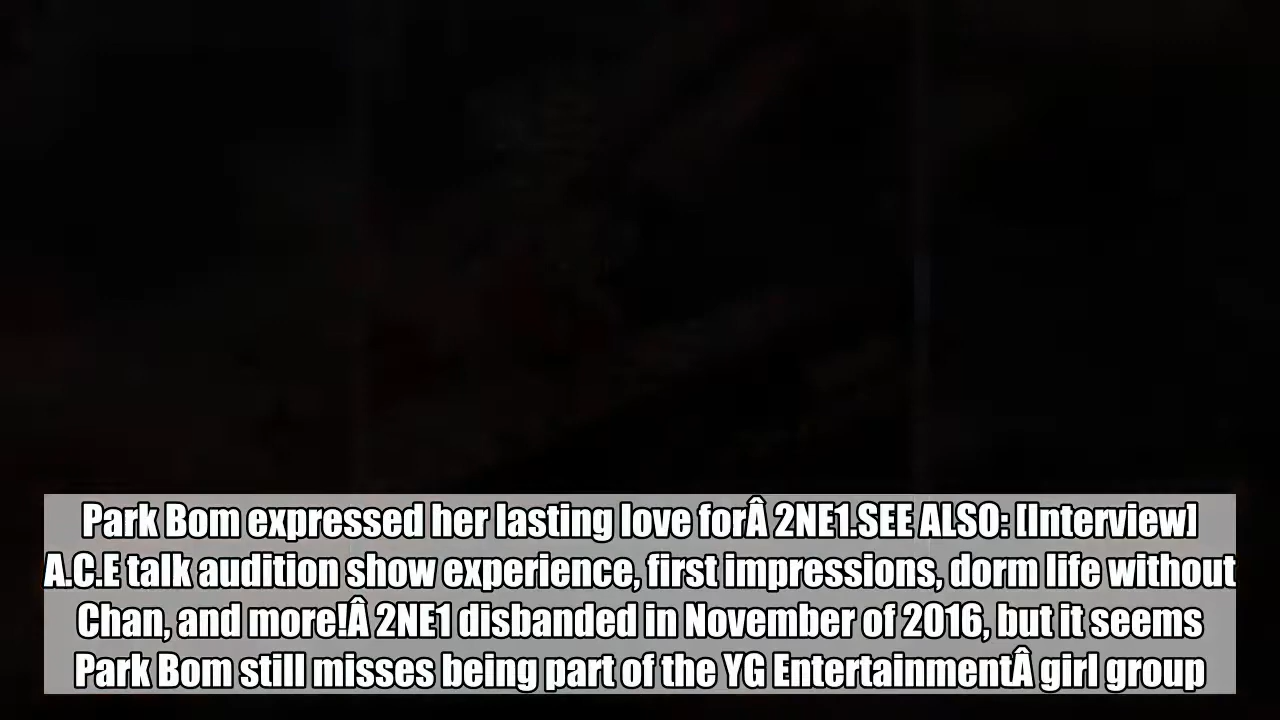 Park Bom expressed her lasting love forÂ 2NE1.SEE ALSO: [Interview]
A.C.E talk audition show experience, first impressions, dorm life without
Chan, and more!Â 2NE1 disbanded in November of 2016, but it seems
Park Bom still misses being part of the YG EntertainmentÂ girl group